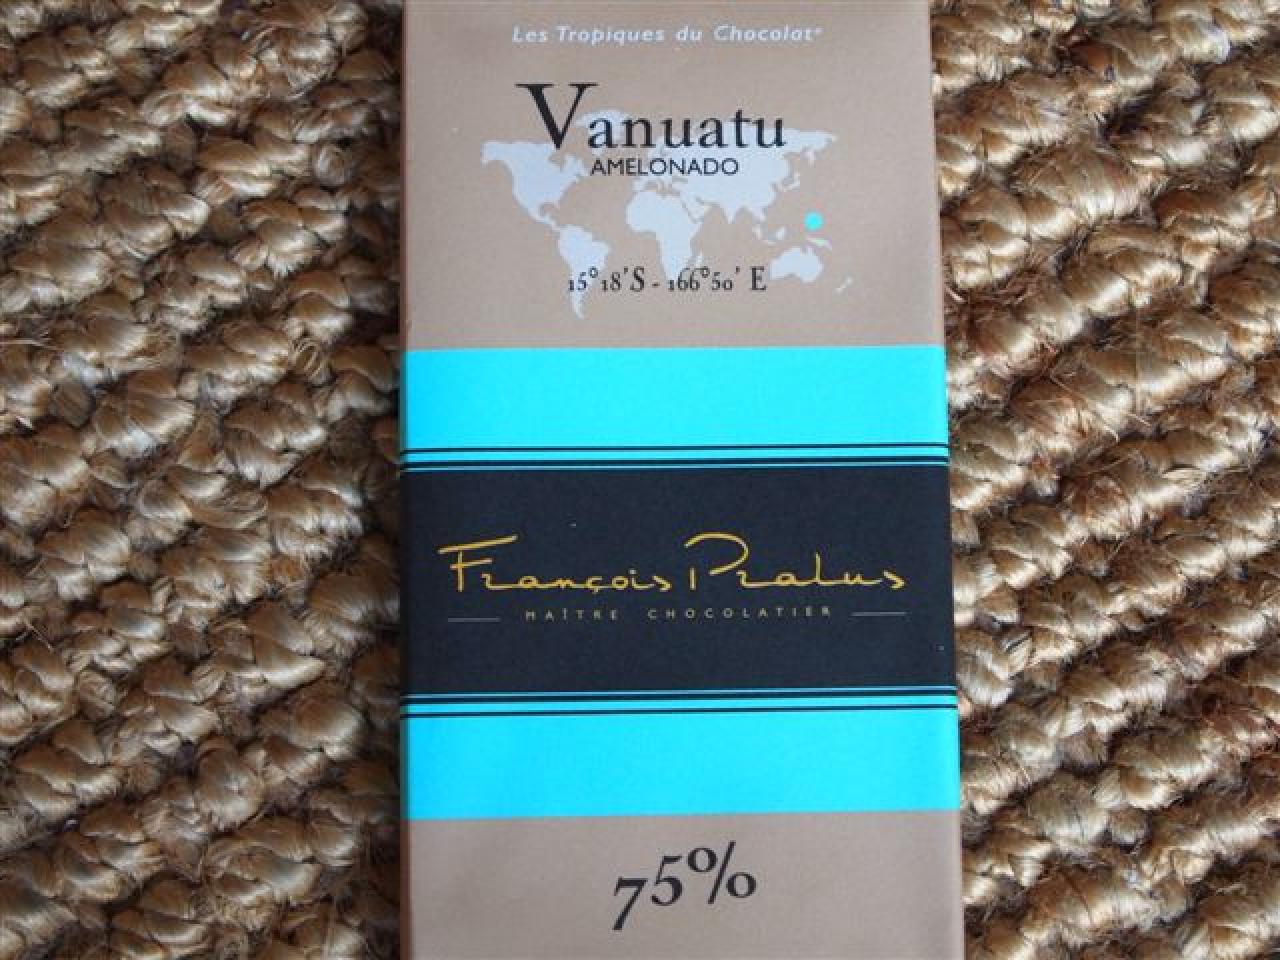 Les Tropiques du Chocolat®
Vanuatu
AMELONADO
15°18'S - 166°50' E
François Pralus
MAÎTRE CHOCOLATIER
75%